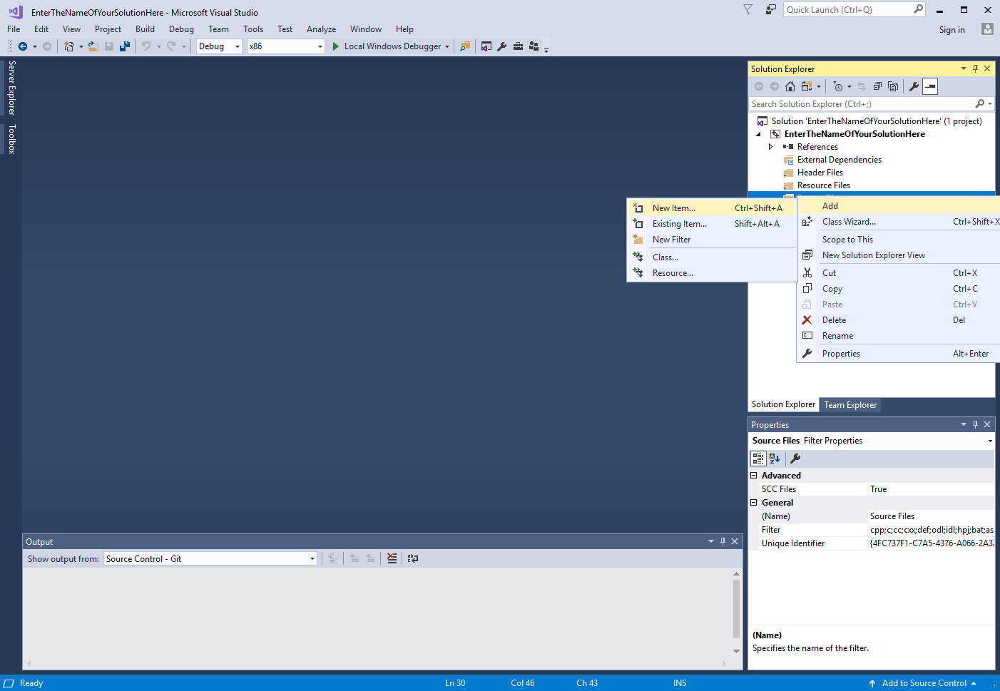 EnterTheNameOfYourSolutionHere - Microsoft Visual Studio
Quick Launch (Ctrl+Q)
File Edit View Project Build Debug Team Tools Test Analyze Window Help
Sign in
Debug x86 Local Windows Debugger
Server Explorer
Toolbox
Solution Explorer
Search Solution Explorer (Ctrl+;)
Solution 'EnterTheNameOfYourSolutionHere' (1 project)
EnterTheNameOfYourSolutionHere
References
External Dependencies
Header Files
Resource Files
New Item... Ctrl+Shift+A
Existing Item... Shift+Alt+A
New Filter
Class...
Resource...
Add
Class Wizard... Ctrl+Shift+X
Scope to This
New Solution Explorer View
Cut Ctrl+X
Copy Ctrl+C
Paste Ctrl+V
Delete Del
Rename
Properties Alt+Enter
Solution Explorer Team Explorer
Properties
Source Files Filter Properties
Advanced
SCC Files True
General
(Name) Source Files
Filter cpp;c;cc;cxx;def;odl;idl;hpj;bat;as
Unique Identifier {4FC737F1-C7A5-4376-A066-2A32
(Name)
Specifies the name of the filter.
Output
Show output from: Source Control - Git
Ready Ln 30 Col 46 Ch 43 INS Add to Source Control